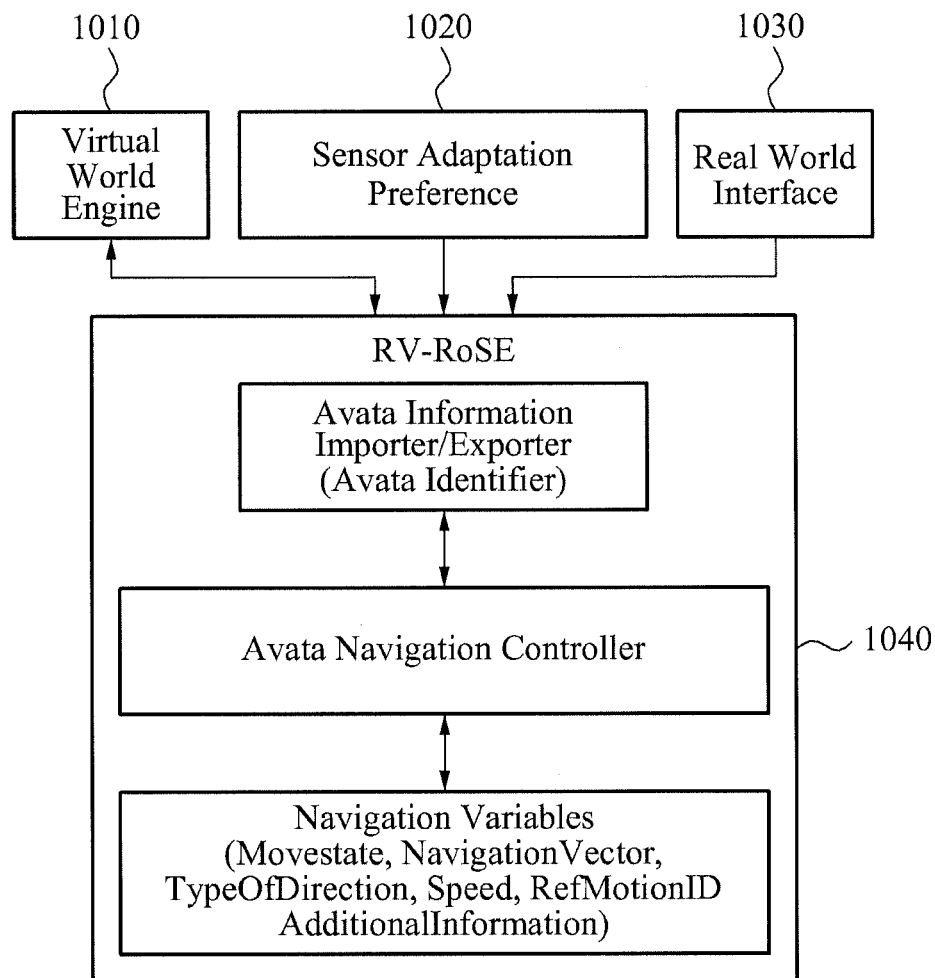 1010
1020
1030
Virtual
World
Engine
Sensor Adaptation
Preference
Real World
Interface
RV-RoSE
Avata Information
Importer/Exporter
(Avata Identifier)
Avata Navigation Controller
1040
Navigation Variables
(Movestate, NavigationVector,
TypeOfDirection, Speed, RefMotionID
AdditionalInformation)